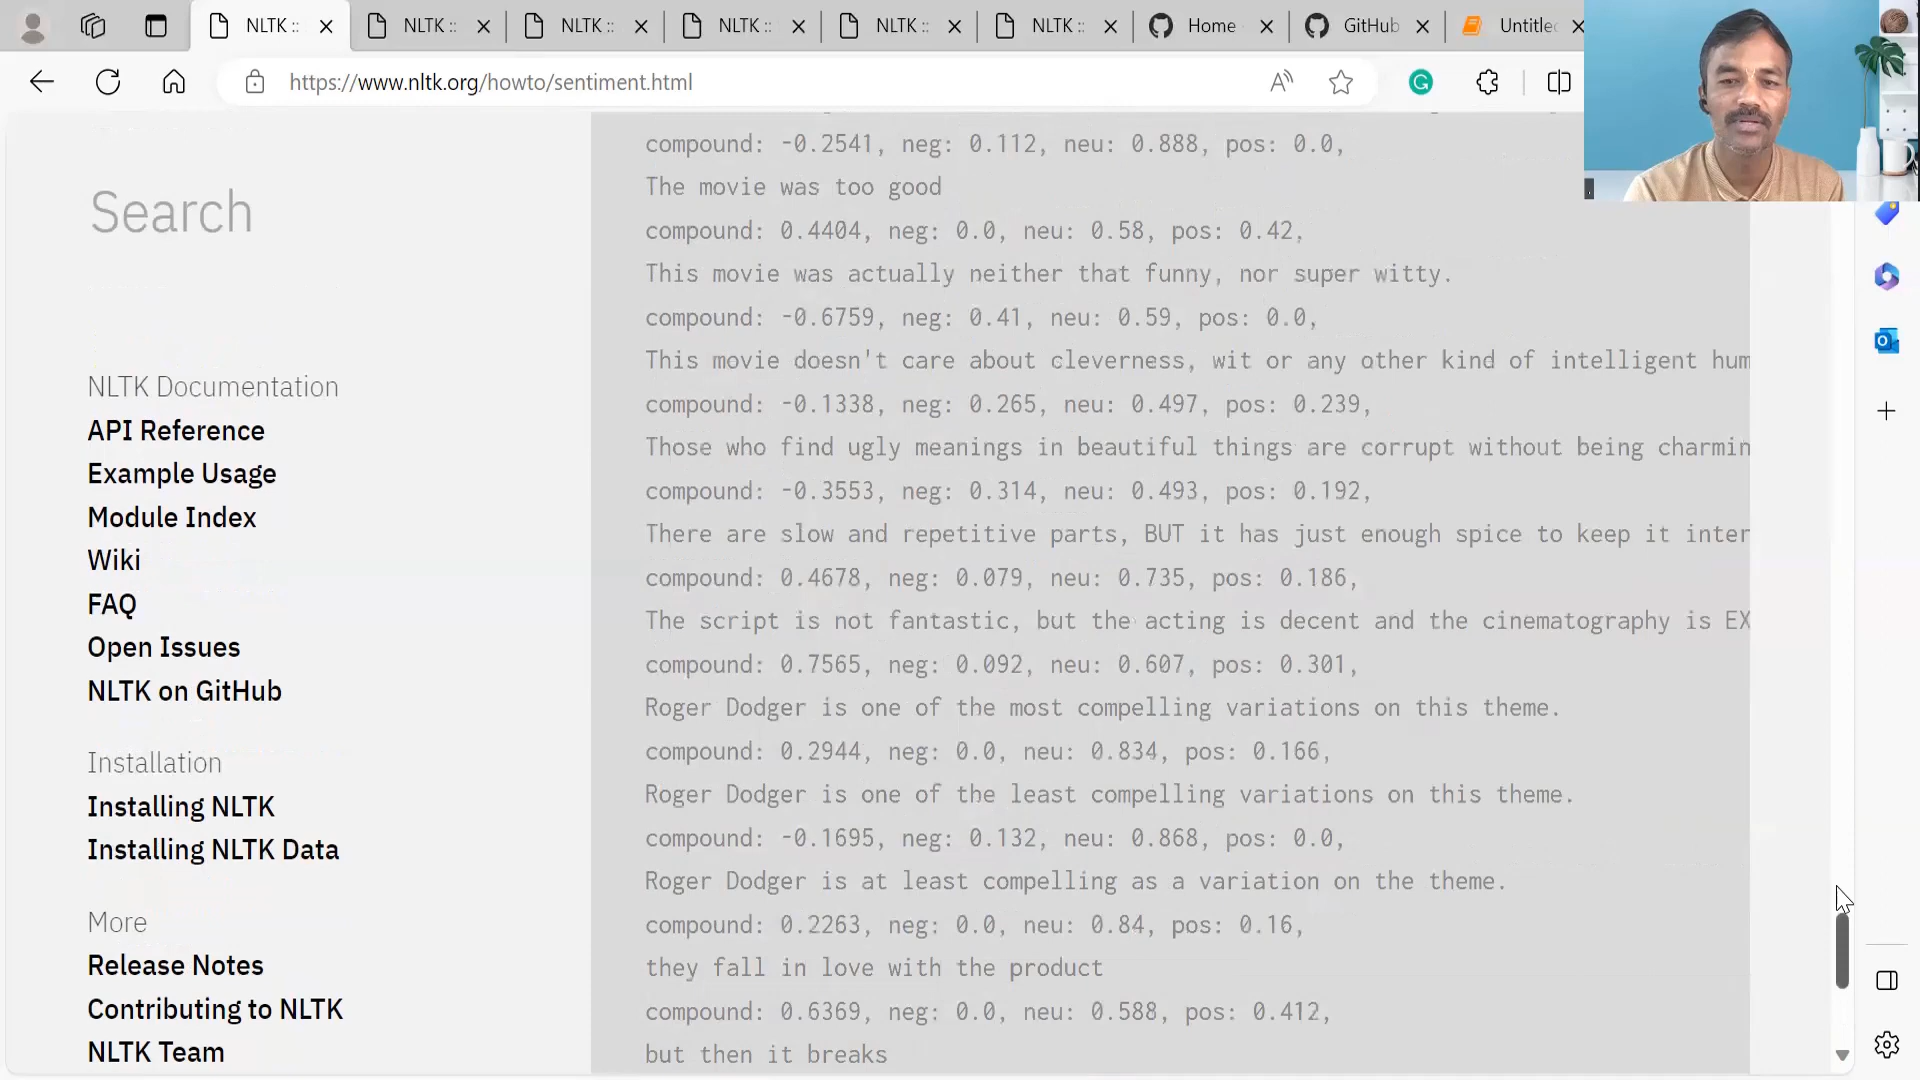 NLTK ::
NLTK ::
NLTK ::
NLTK ::
NLTK ::
NLTK ::
Home
GitHub
Untitled
https://www.nltk.org/howto/sentiment.html
Search
NLTK Documentation
API Reference
Example Usage
Module Index
Wiki
FAQ
Open Issues
NLTK on GitHub
Installation
Installing NLTK
Installing NLTK Data
More
Release Notes
Contributing to NLTK
NLTK Team
compound: -0.2541, neg: 0.112, neu: 0.888, pos: 0.0,
The movie was too good
compound: 0.4404, neg: 0.0, neu: 0.58, pos: 0.42,
This movie was actually neither that funny, nor super witty.
compound: -0.6759, neg: 0.41, neu: 0.59, pos: 0.0,
This movie doesn't care about cleverness, wit or any other kind of intelligent hum
compound: -0.1338, neg: 0.265, neu: 0.497, pos: 0.239,
Those who find ugly meanings in beautiful things are corrupt without being charmin
compound: -0.3553, neg: 0.314, neu: 0.493, pos: 0.192,
There are slow and repetitive parts, BUT it has just enough spice to keep it inter
compound: 0.4678, neg: 0.079, neu: 0.735, pos: 0.186,
The script is not fantastic, but the acting is decent and the cinematography is EX
compound: 0.7565, neg: 0.092, neu: 0.607, pos: 0.301,
Roger Dodger is one of the most compelling variations on this theme.
compound: 0.2944, neg: 0.0, neu: 0.834, pos: 0.166,
Roger Dodger is one of the least compelling variations on this theme.
compound: -0.1695, neg: 0.132, neu: 0.868, pos: 0.0,
Roger Dodger is at least compelling as a variation on the theme.
compound: 0.2263, neg: 0.0, neu: 0.84, pos: 0.16,
they fall in love with the product
compound: 0.6369, neg: 0.0, neu: 0.588, pos: 0.412,
but then it breaks